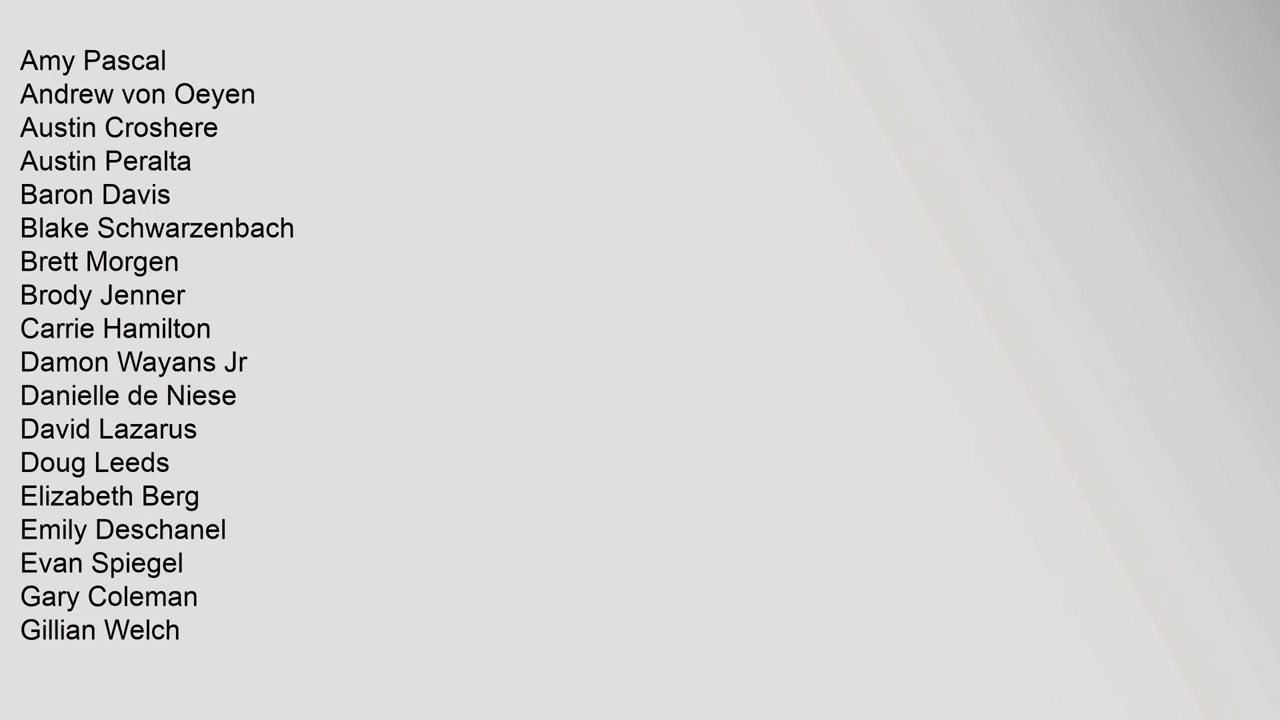 Amy Pascal
Andrew von Oeyen
Austin Croshere
Austin Peralta
Baron Davis
Blake Schwarzenbach
Brett Morgen
Brody Jenner
Carrie Hamilton
Damon Wayans Jr
Danielle de Niese
David Lazarus
Doug Leeds
Elizabeth Berg
Emily Deschanel
Evan Spiegel
Gary Coleman
Gillian Welch